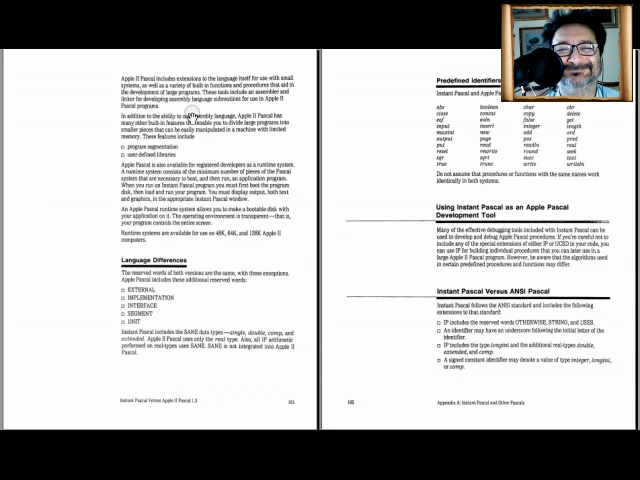 Apple II Pascal includes extensions to the language itself for use with small
systems, as well as a variety of built-in functions and procedures that aid in
the development of large programs. These tools include an assembler and
linker for developing assembly language subroutines for use in Apple II
Pascal programs.
In addition to the ability to use assembly language, Apple II Pascal has
many other built-in features that enable you to divide large programs into
smaller pieces that can be easily manipulated in a machine with limited
memory. These features include
□ program segmentation
□ user-defined libraries
Apple II Pascal is also available for registered developers as a runtime system.
A runtime system consists of the minimum number of pieces of the Pascal
system that are necessary to boot, and then run, an application program.
When you run an Instant Pascal program you must first boot the program
disk, then load and run your program. You must display output, both text
and graphics, in the appropriate Instant Pascal window.
An Apple Pascal runtime system allows you to make a bootable disk with
your application on it. The operating environment is transparent—that is,
your program controls the entire screen.
Runtime systems are available for use on 48K, 64K, and 128K Apple II
computers.
Language Differences
The reserved words of both versions are the same, with these exceptions.
Apple II Pascal includes these additional reserved words:
□ EXTERNAL
□ IMPLEMENTATION
□ INTERFACE
□ SEGMENT
□ UNIT
Instant Pascal includes the SANE data types—single, double, comp, and
extended. Apple II Pascal uses only the real type. Also, all IP arithmetic
performed on real-types uses SANE. SANE is not integrated into Apple II
Pascal.
Instant Pascal Versus Apple II Pascal 1.3 101
Predefined Identifiers
Instant Pascal and Apple
abs boolean char chr
close concat copy delete
eof eoln false get
input insert integer length
maxint new odd ord
output page pos pred
put read readln real
reset rewrite round seek
sqr sqrt succ text
true trunc write writeln
Do not assume that procedures or functions with the same names work
identically in both systems.
Using Instant Pascal as an Apple Pascal
Development Tool
Many of the effective debugging tools included with Instant Pascal can be
used to develop and debug Apple Pascal procedures. If you're careful not to
include any of the special extensions of either IP or UCSD in your code, you
can use IP for building individual procedures that you can later use in a
large Apple II Pascal program. However, be aware that the algorithms used
in certain predefined procedures and functions may differ.
Instant Pascal Versus ANSI Pascal
Instant Pascal follows the ANSI standard and includes the following
extensions to that standard:
□ IP includes the reserved words OTHERWISE, STRING, and USES.
□ An identifier may have an underscore following the initial letter of the
identifier.
□ IP includes the type longint and the additional real-types double,
extended, and comp.
□ A signed constant identifier may denote a value of type integer, longint,
or comp.
102 Appendix A: Instant Pascal and Other Pascals